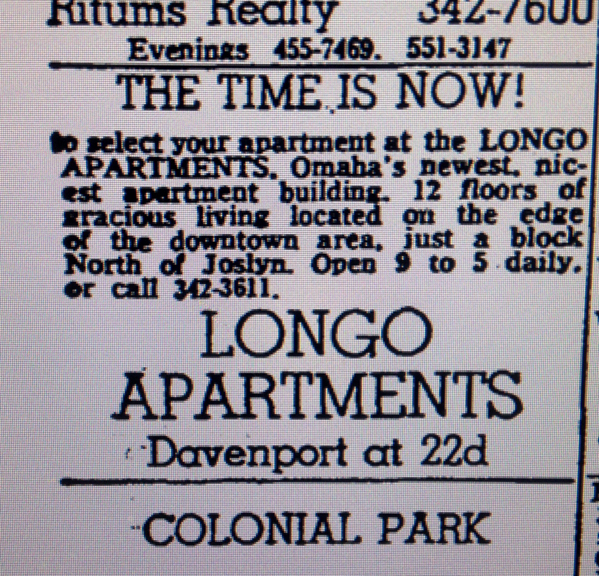 Rifums Realty 342-7600
Evenings 455-7469. 551-3147
THE TIME IS NOW!
to select your apartment at the LONGO
APARTMENTS. Omaha's newest, nic-
est apartment building. 12 floors of
gracious living located on the edge
of the downtown area, just a block
North of Joslyn. Open 9 to 5 daily,
or call 342-3611.
LONGO
APARTMENTS
Davenport at 22d
COLONIAL PARK